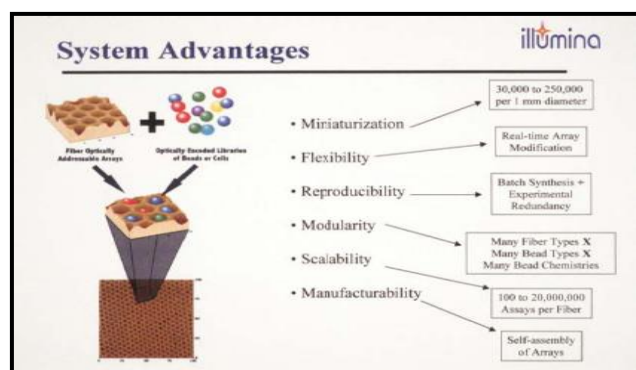 System Advantages
illumina
Fiber Optically
Addressable Arrays
Optically Encoded Library
of Beads or Cells
• Miniaturization
• Flexibility
• Reproducibility
• Modularity
• Scalability
• Manufacturability
30,000 to 250,000
per 1 mm diameter
Real-time Array
Modification
Batch Synthesis +
Experimental
Redundancy
Many Fiber Types X
Many Bead Types X
Many Bead Chemistries
100 to 20,000,000
Assays per Fiber
Self-assembly
of Arrays